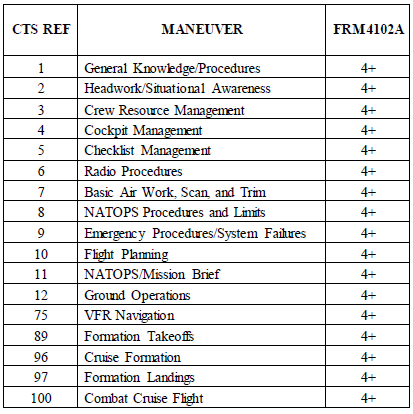 CTS REF MANEUVER FRM4102A
1 General Knowledge/Procedures 4+
2 Headwork/Situational Awareness 4+
3 Crew Resource Management 4+
4 Cockpit Management 4+
5 Checklist Management 4+
6 Radio Procedures 4+
7 Basic Air Work, Scan, and Trim 4+
8 NATOPS Procedures and Limits 4+
9 Emergency Procedures/System Failures 4+
10 Flight Planning 4+
11 NATOPS/Mission Brief 4+
12 Ground Operations 4+
75 VFR Navigation 4+
89 Formation Takeoffs 4+
96 Cruise Formation 4+
97 Formation Landings 4+
100 Combat Cruise Flight 4+